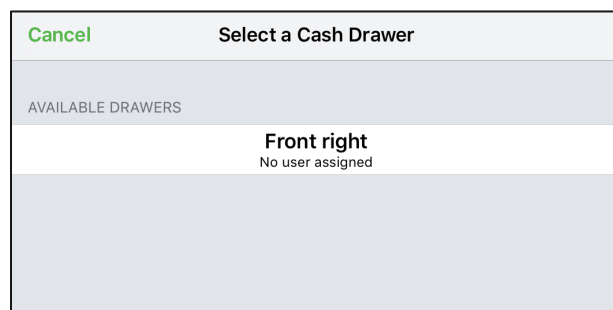 Cancel Select a Cash Drawer
AVAILABLE DRAWERS
Front right
No user assigned